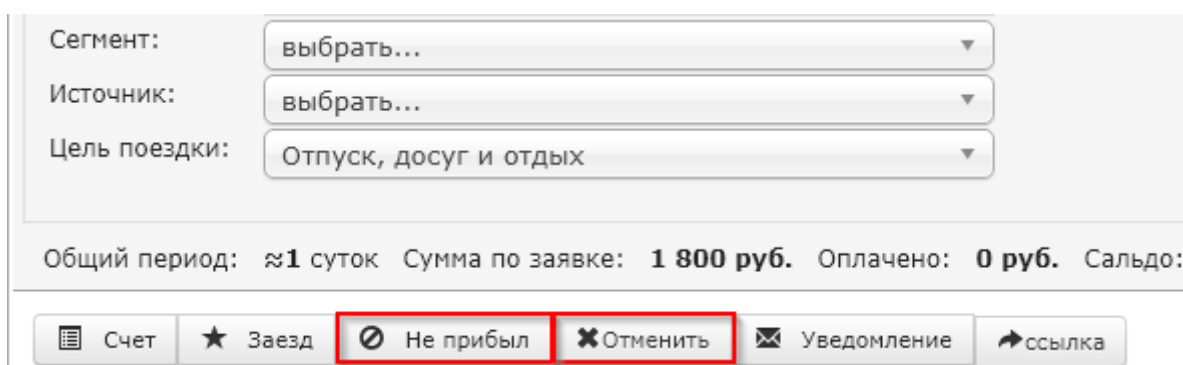 Сегмент: выбрать...
Источник: выбрать...
Цель поездки: Отпуск, досуг и отдых
Общий период: ≈1 суток Сумма по заявке: 1 800 руб. Оплачено: 0 руб. Сальдо:
Счет Заезд Не прибыл Отменить Уведомление ссылка